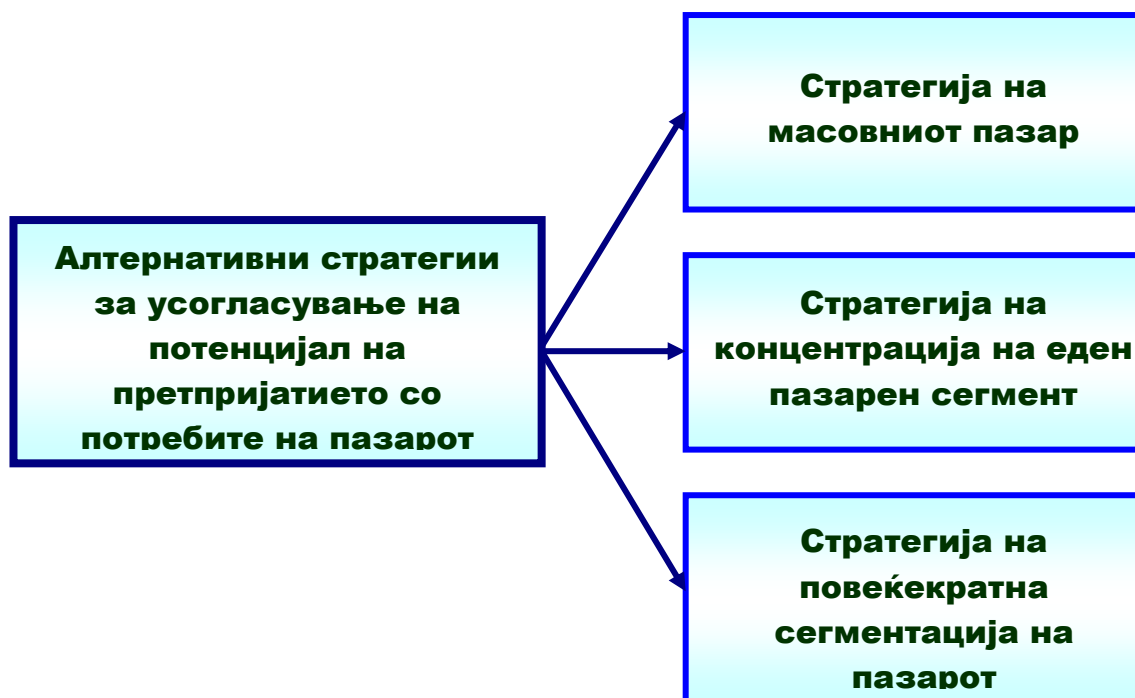 Стратегија на
масовниот пазар
Алтернативни стратегии
за усогласување на
потенцијал на
претпријатието со
потребите на пазарот
Стратегија на
концентрација на еден
пазарен сегмент
Стратегија на
повеќекратна
сегментација на
пазарот